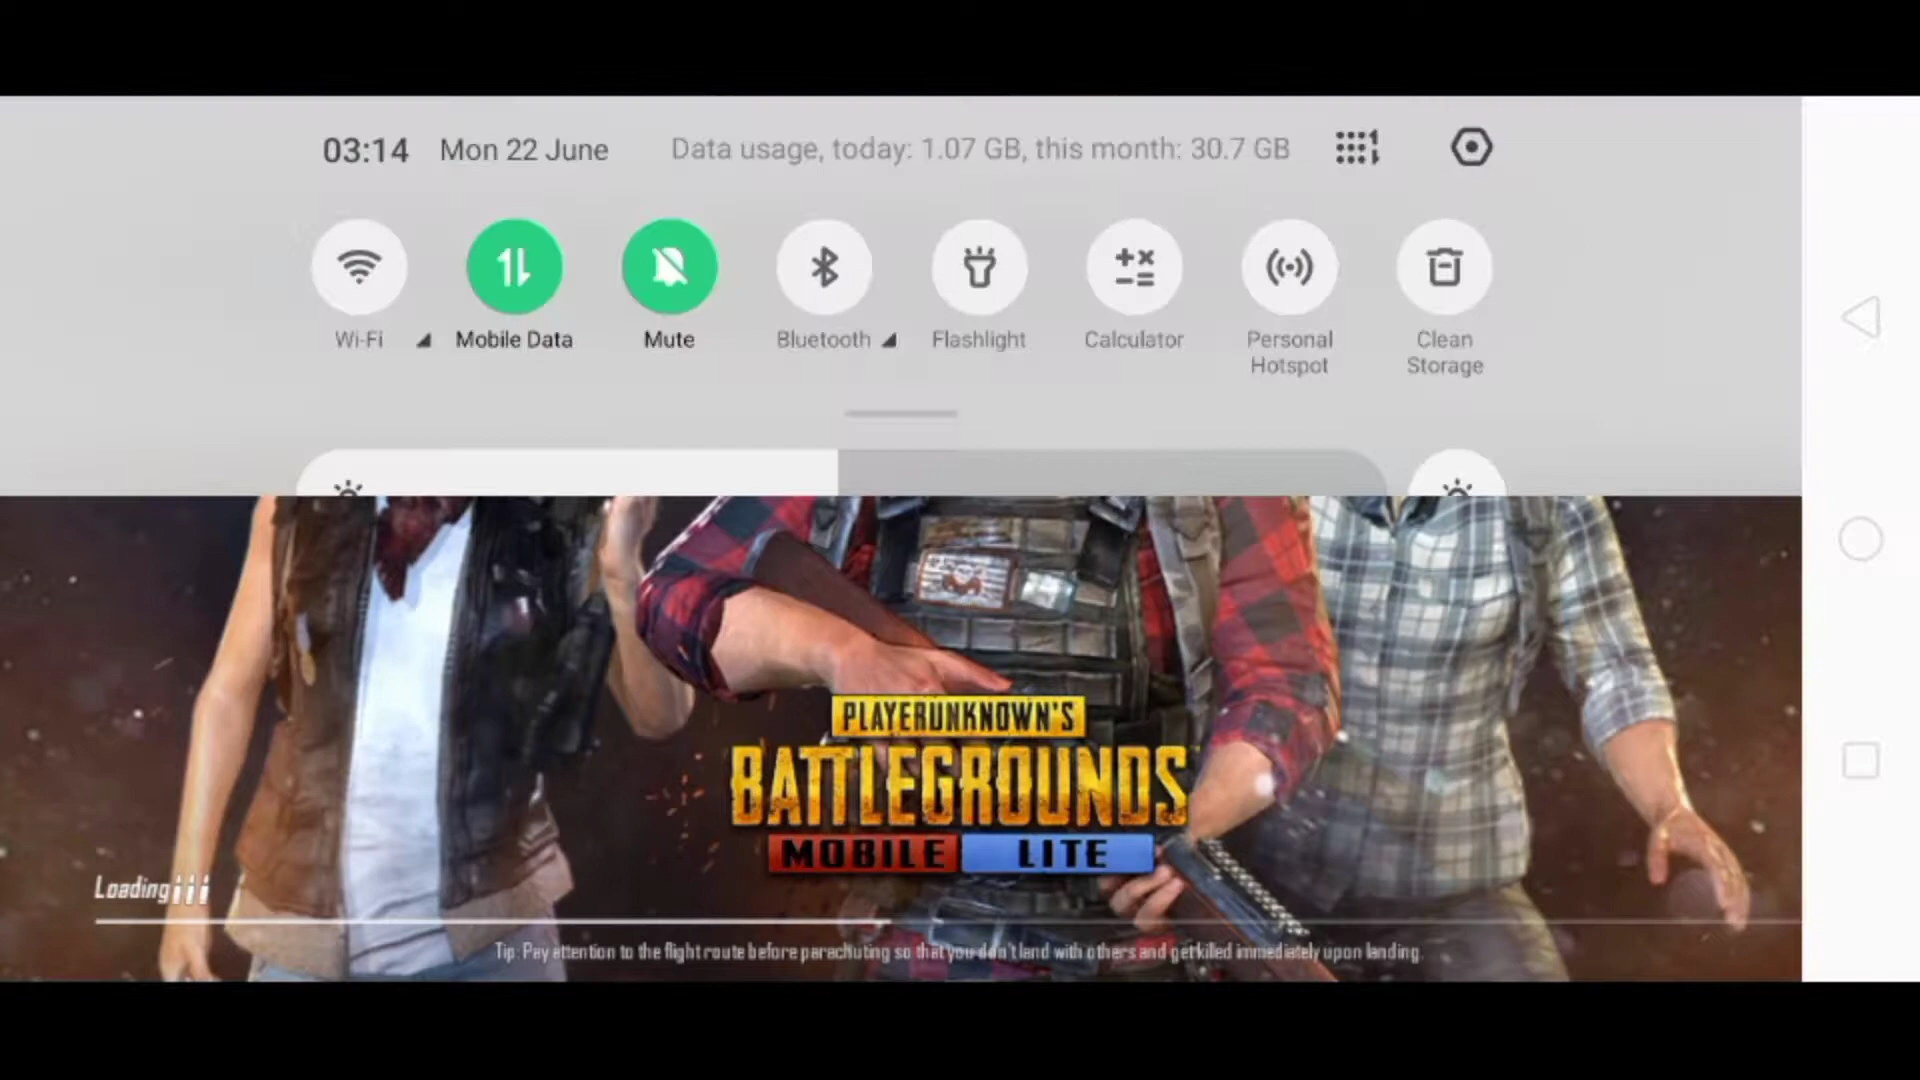 03:14 Mon 22 June Data usage, today: 1.07 GB, this month: 30.7 GB
Wi-Fi Mobile Data Mute Bluetooth Flashlight Calculator Personal Hotspot Clean Storage
PLAYERUNKNOWN'S
BATTLEGROUNDS
MOBILE LITE
Loading
Tip: Pay attention to the flight route before parachuting so that you don't land with others and get killed immediately upon landing.